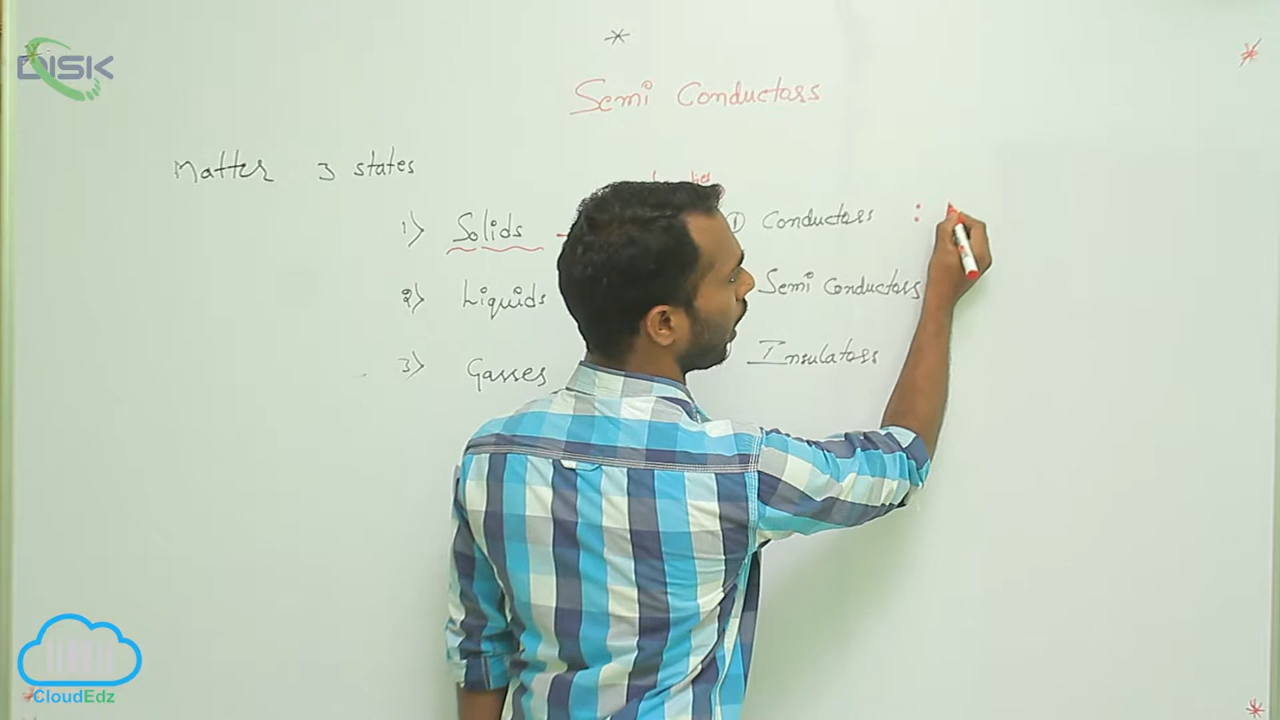 DISK
*
Semi Conductors
Matter 3 states
1) Solids
① Conductors :
2) Liquids
Semi Conductors
3) Gasses
Insulators
CloudEdz